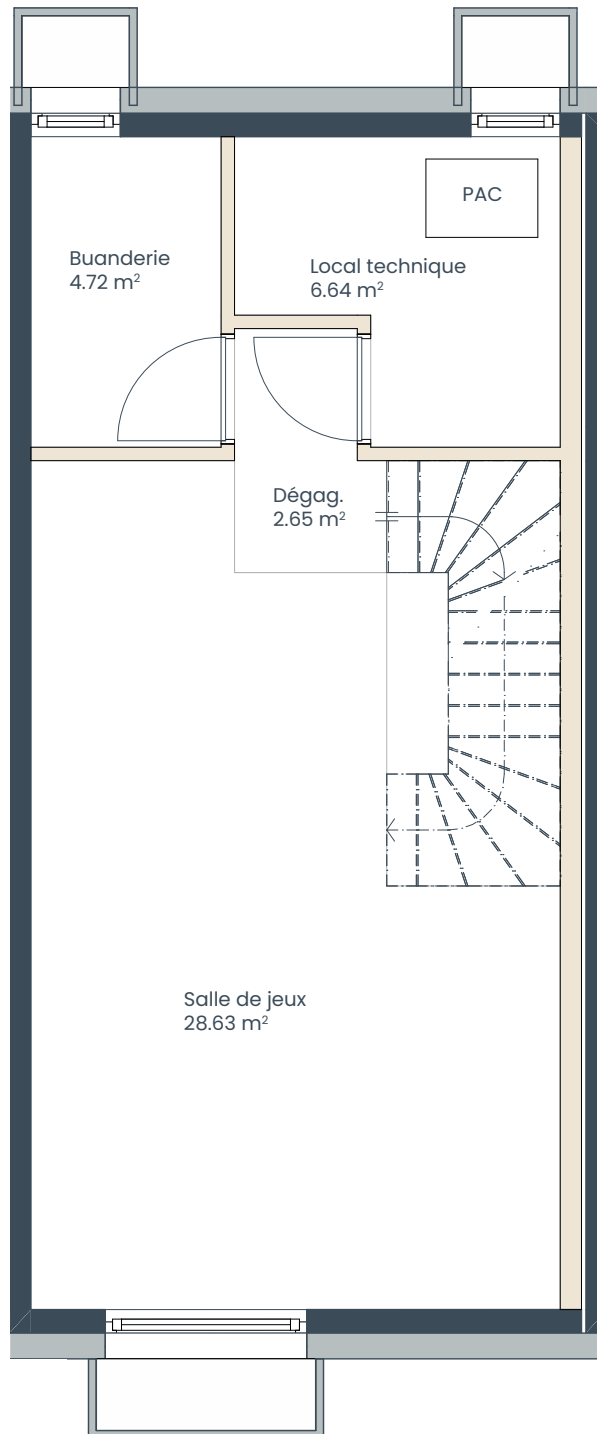 PAC
Buanderie
4.72 m²
Local technique
6.64 m²
Dégag.
2.65 m²
Salle de jeux
28.63 m²